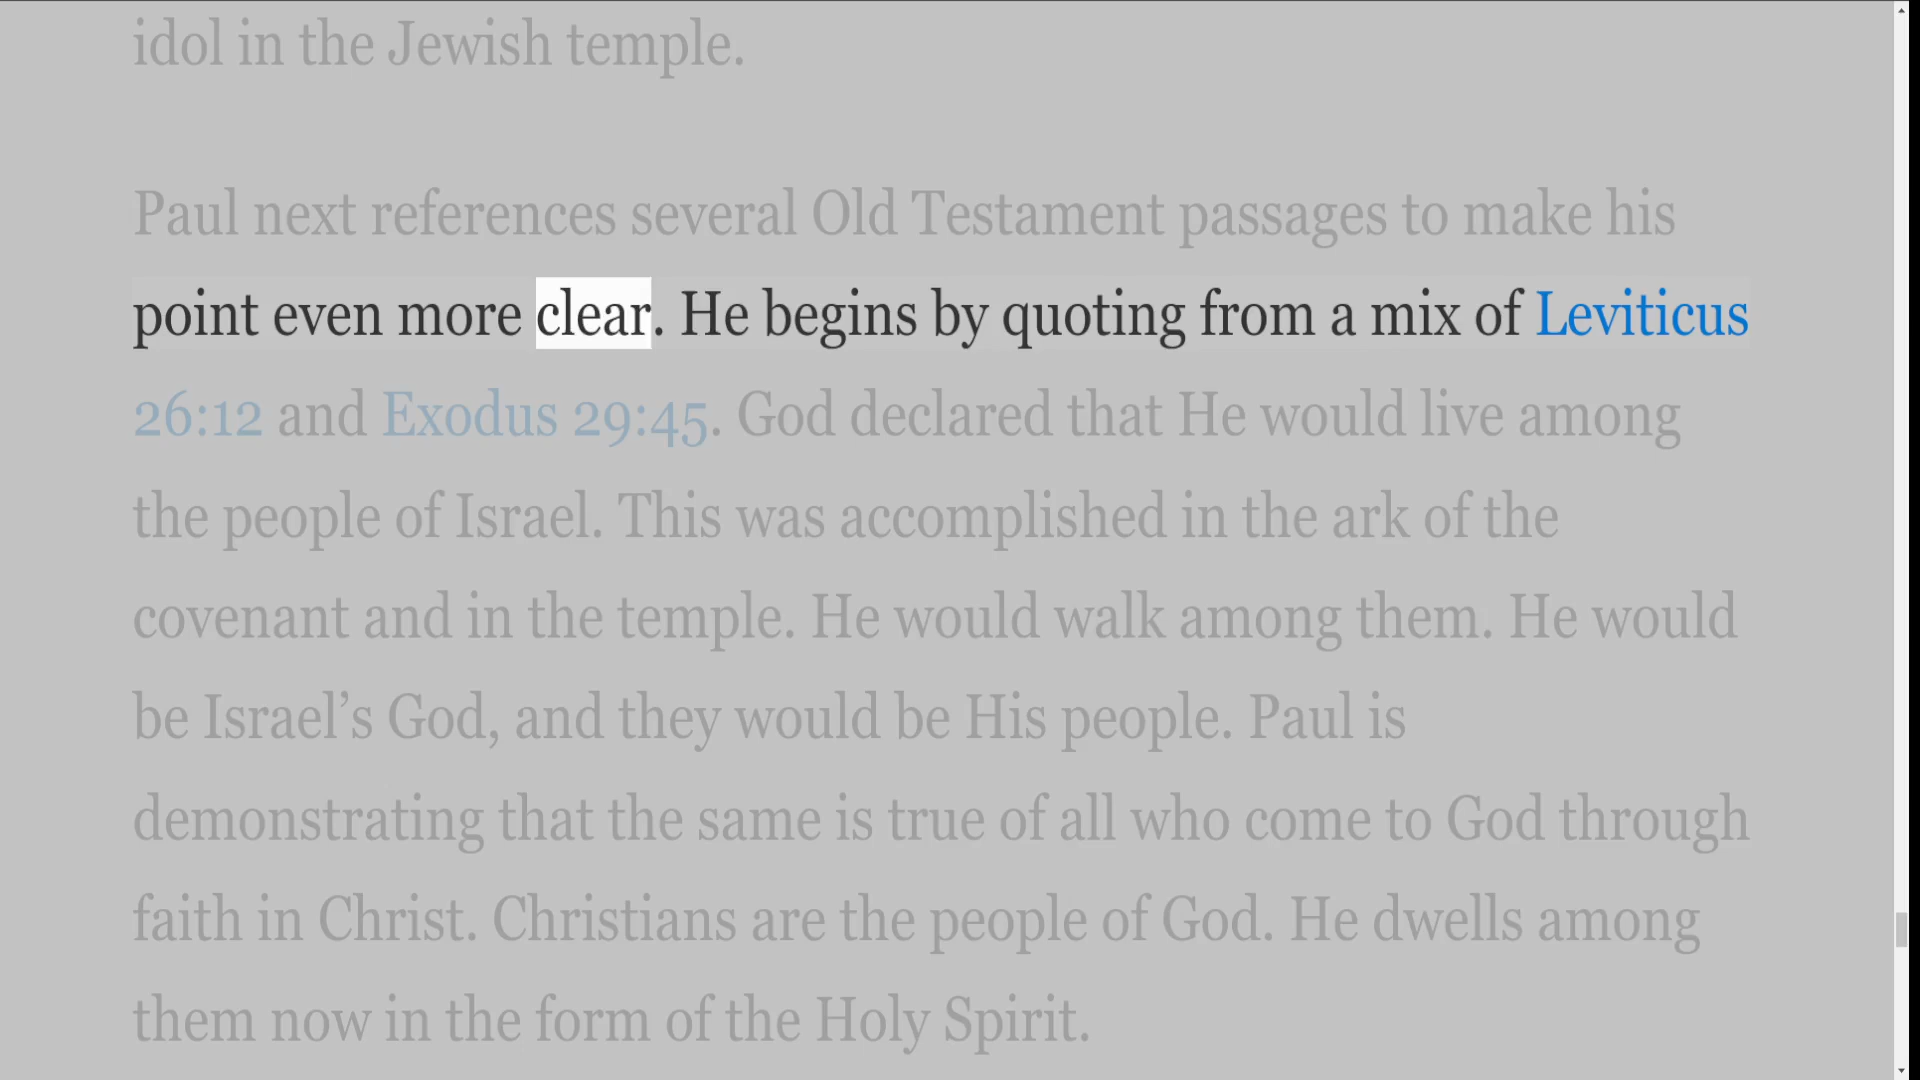 idol in the Jewish temple.
Paul next references several Old Testament passages to make his
point even more clear. He begins by quoting from a mix of Leviticus
26:12 and Exodus 29:45. God declared that He would live among
the people of Israel. This was accomplished in the ark of the
covenant and in the temple. He would walk among them. He would
be Israel’s God, and they would be His people. Paul is
demonstrating that the same is true of all who come to God through
faith in Christ. Christians are the people of God. He dwells among
them now in the form of the Holy Spirit.